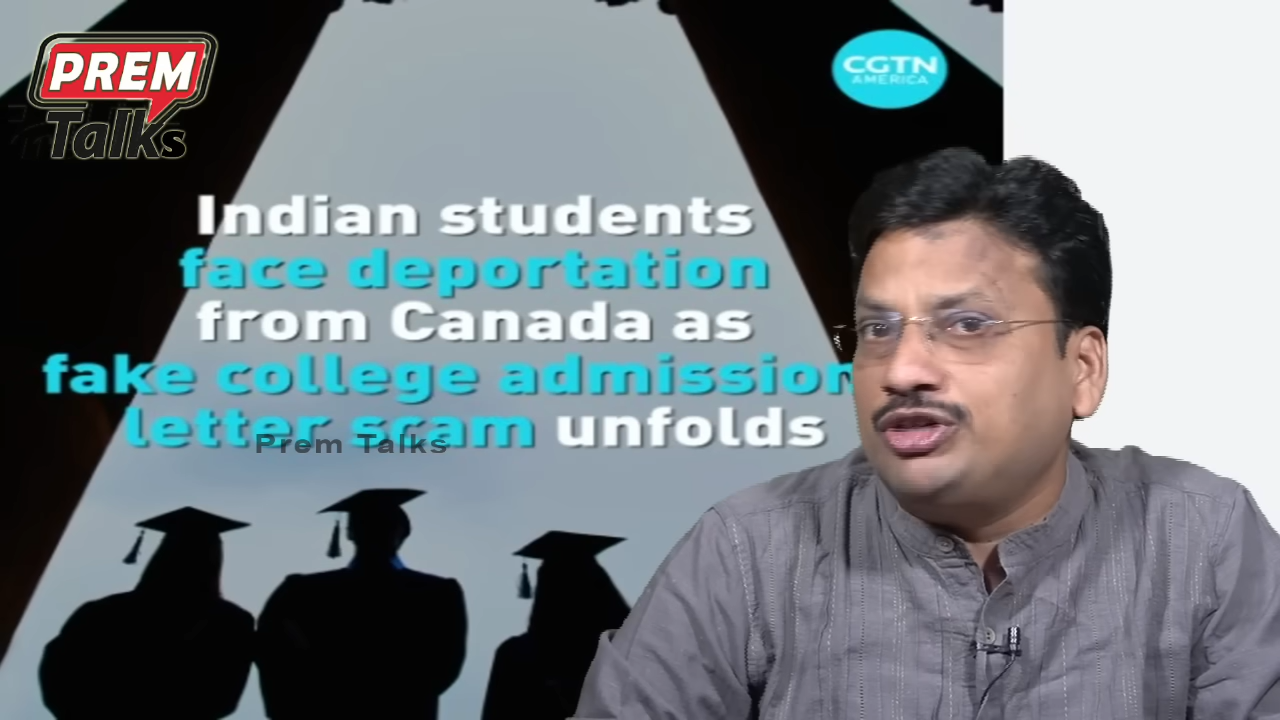 PREM
Talks
CGTN
AMERICA
Indian students
face deportation
from Canada as
fake college admission
letter scam unfolds
Prem Talks